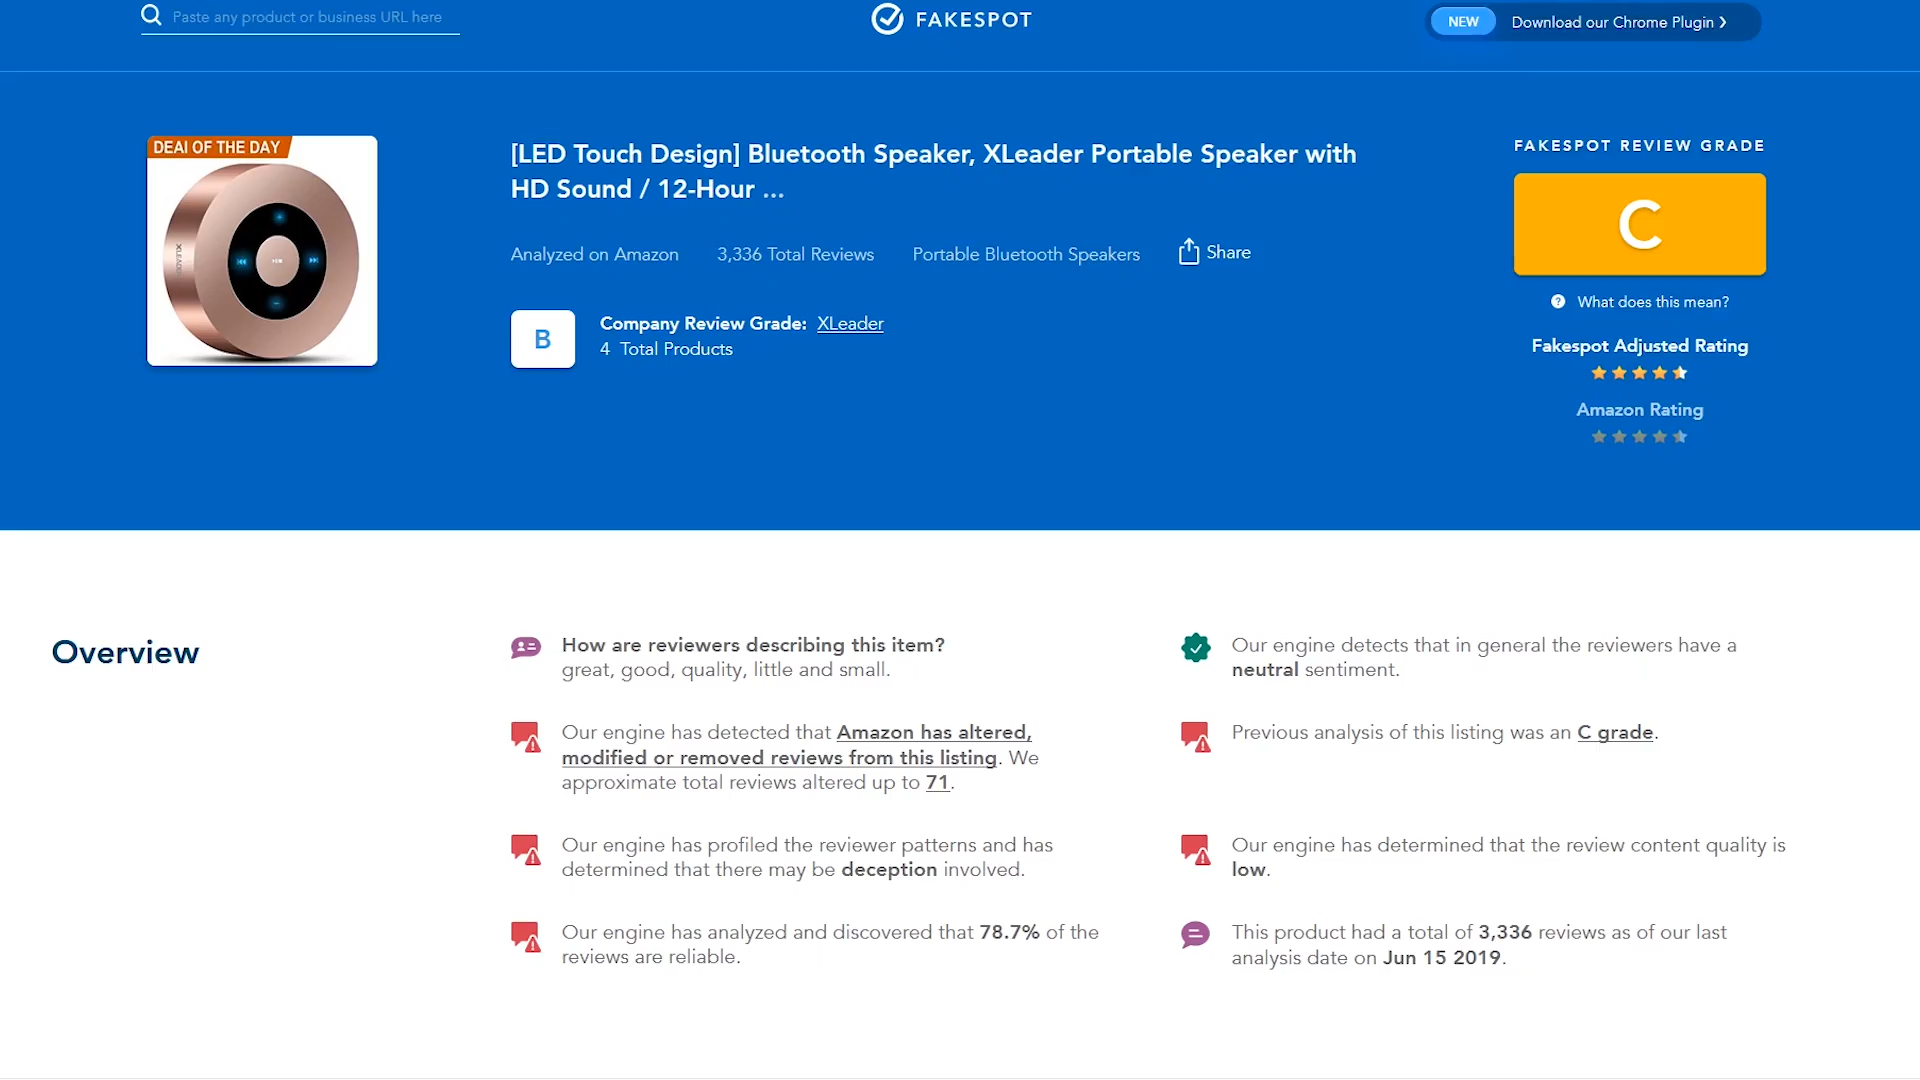 Paste any product or business URL here
FAKESPOT
NEW Download our Chrome Plugin
DEAI OF THE DAY
XLEADER
[LED Touch Design] Bluetooth Speaker, XLeader Portable Speaker with
HD Sound / 12-Hour ...
Analyzed on Amazon 3,336 Total Reviews Portable Bluetooth Speakers Share
B
Company Review Grade: XLeader
4 Total Products
FAKESPOT REVIEW GRADE
C
? What does this mean?
Fakespot Adjusted Rating
Amazon Rating
Overview
How are reviewers describing this item?
great, good, quality, little and small.
Our engine detects that in general the reviewers have a
neutral sentiment.
Our engine has detected that Amazon has altered,
modified or removed reviews from this listing. We
approximate total reviews altered up to 71.
Previous analysis of this listing was an C grade.
Our engine has profiled the reviewer patterns and has
determined that there may be deception involved.
Our engine has determined that the review content quality is
low.
Our engine has analyzed and discovered that 78.7% of the
reviews are reliable.
This product had a total of 3,336 reviews as of our last
analysis date on Jun 15 2019.